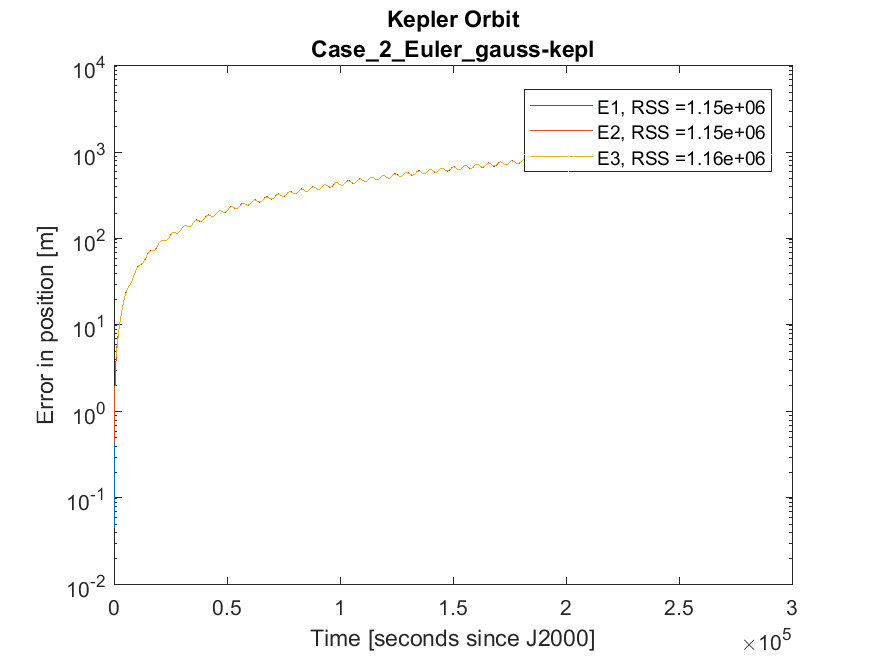 Kepler Orbit
Case_2_Euler_gauss-kepl
10^4
10^3
10^2
10^1
10^0
10^-1
10^-2
Error in position [m]
E1, RSS =1.15e+06
E2, RSS =1.15e+06
E3, RSS =1.16e+06
0 0.5 1 1.5 2 2.5 3
Time [seconds since J2000]
×10^5